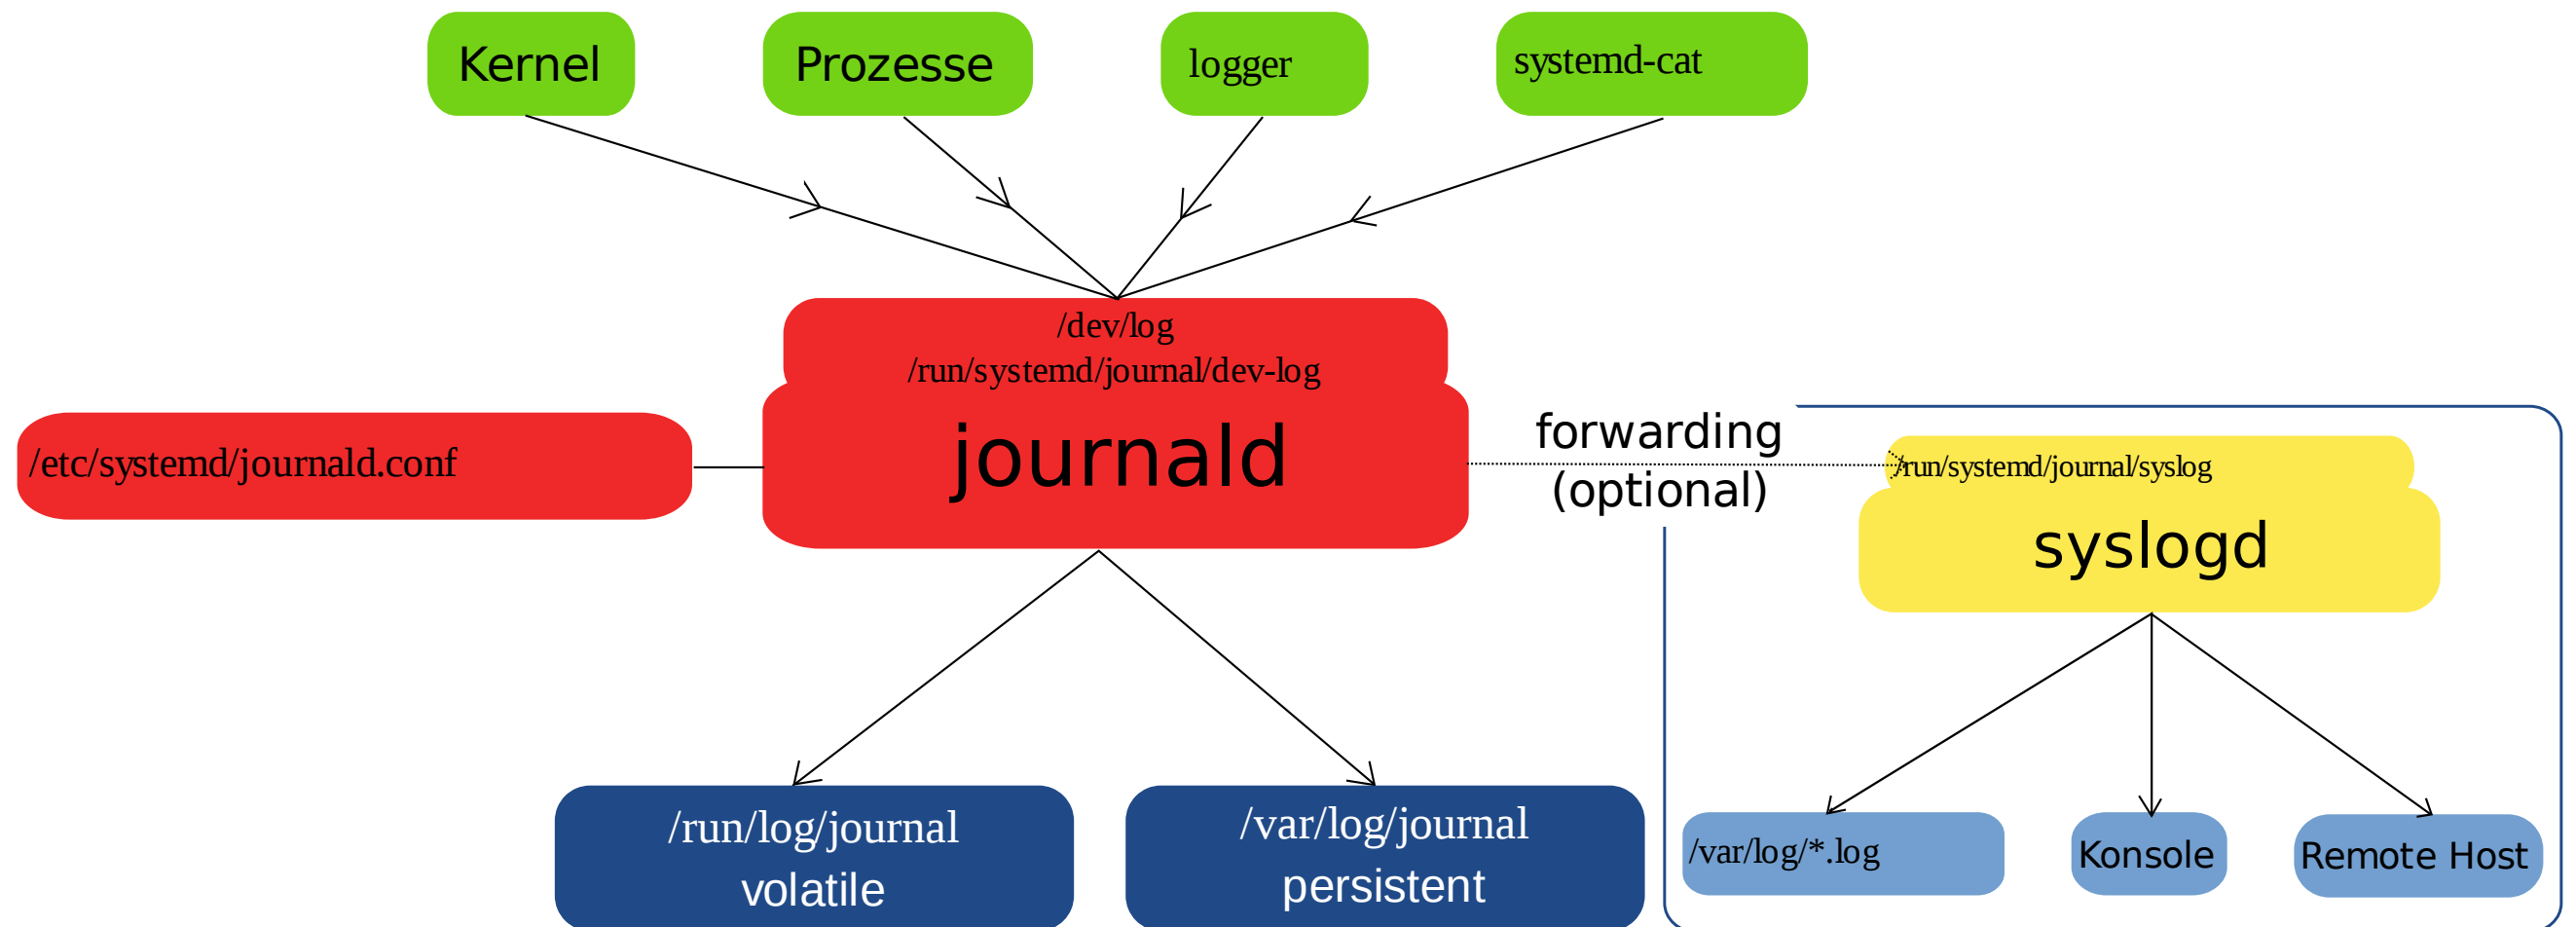 Kernel
Prozesse
logger
systemd-cat
/dev/log
/run/systemd/journal/dev-log
journald
/etc/systemd/journald.conf
forwarding
(optional)
/run/systemd/journal/syslog
syslogd
/run/log/journal
volatile
/var/log/journal
persistent
/var/log/*.log
Konsole
Remote Host